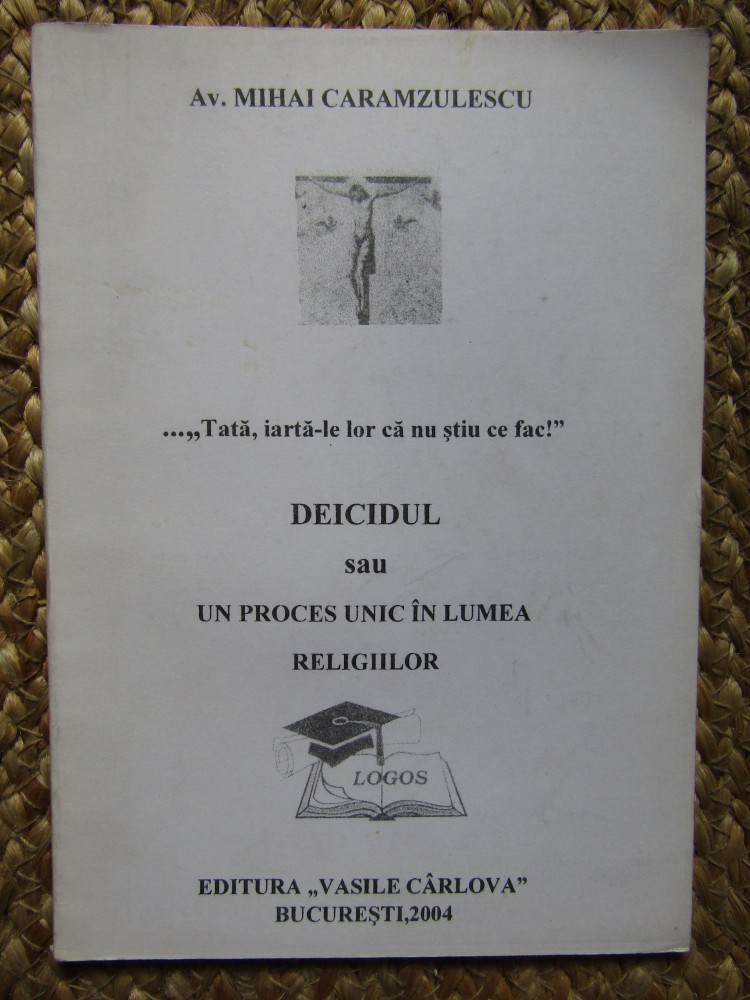 Av. MIHAI CARAMZULESCU
...„Tată, iartă-le lor că nu ştiu ce fac!”
DEICIDUL
sau
UN PROCES UNIC ÎN LUMEA
RELIGIILOR
LOGOS
EDITURA „VASILE CÂRLOVA”
BUCUREŞTI,2004